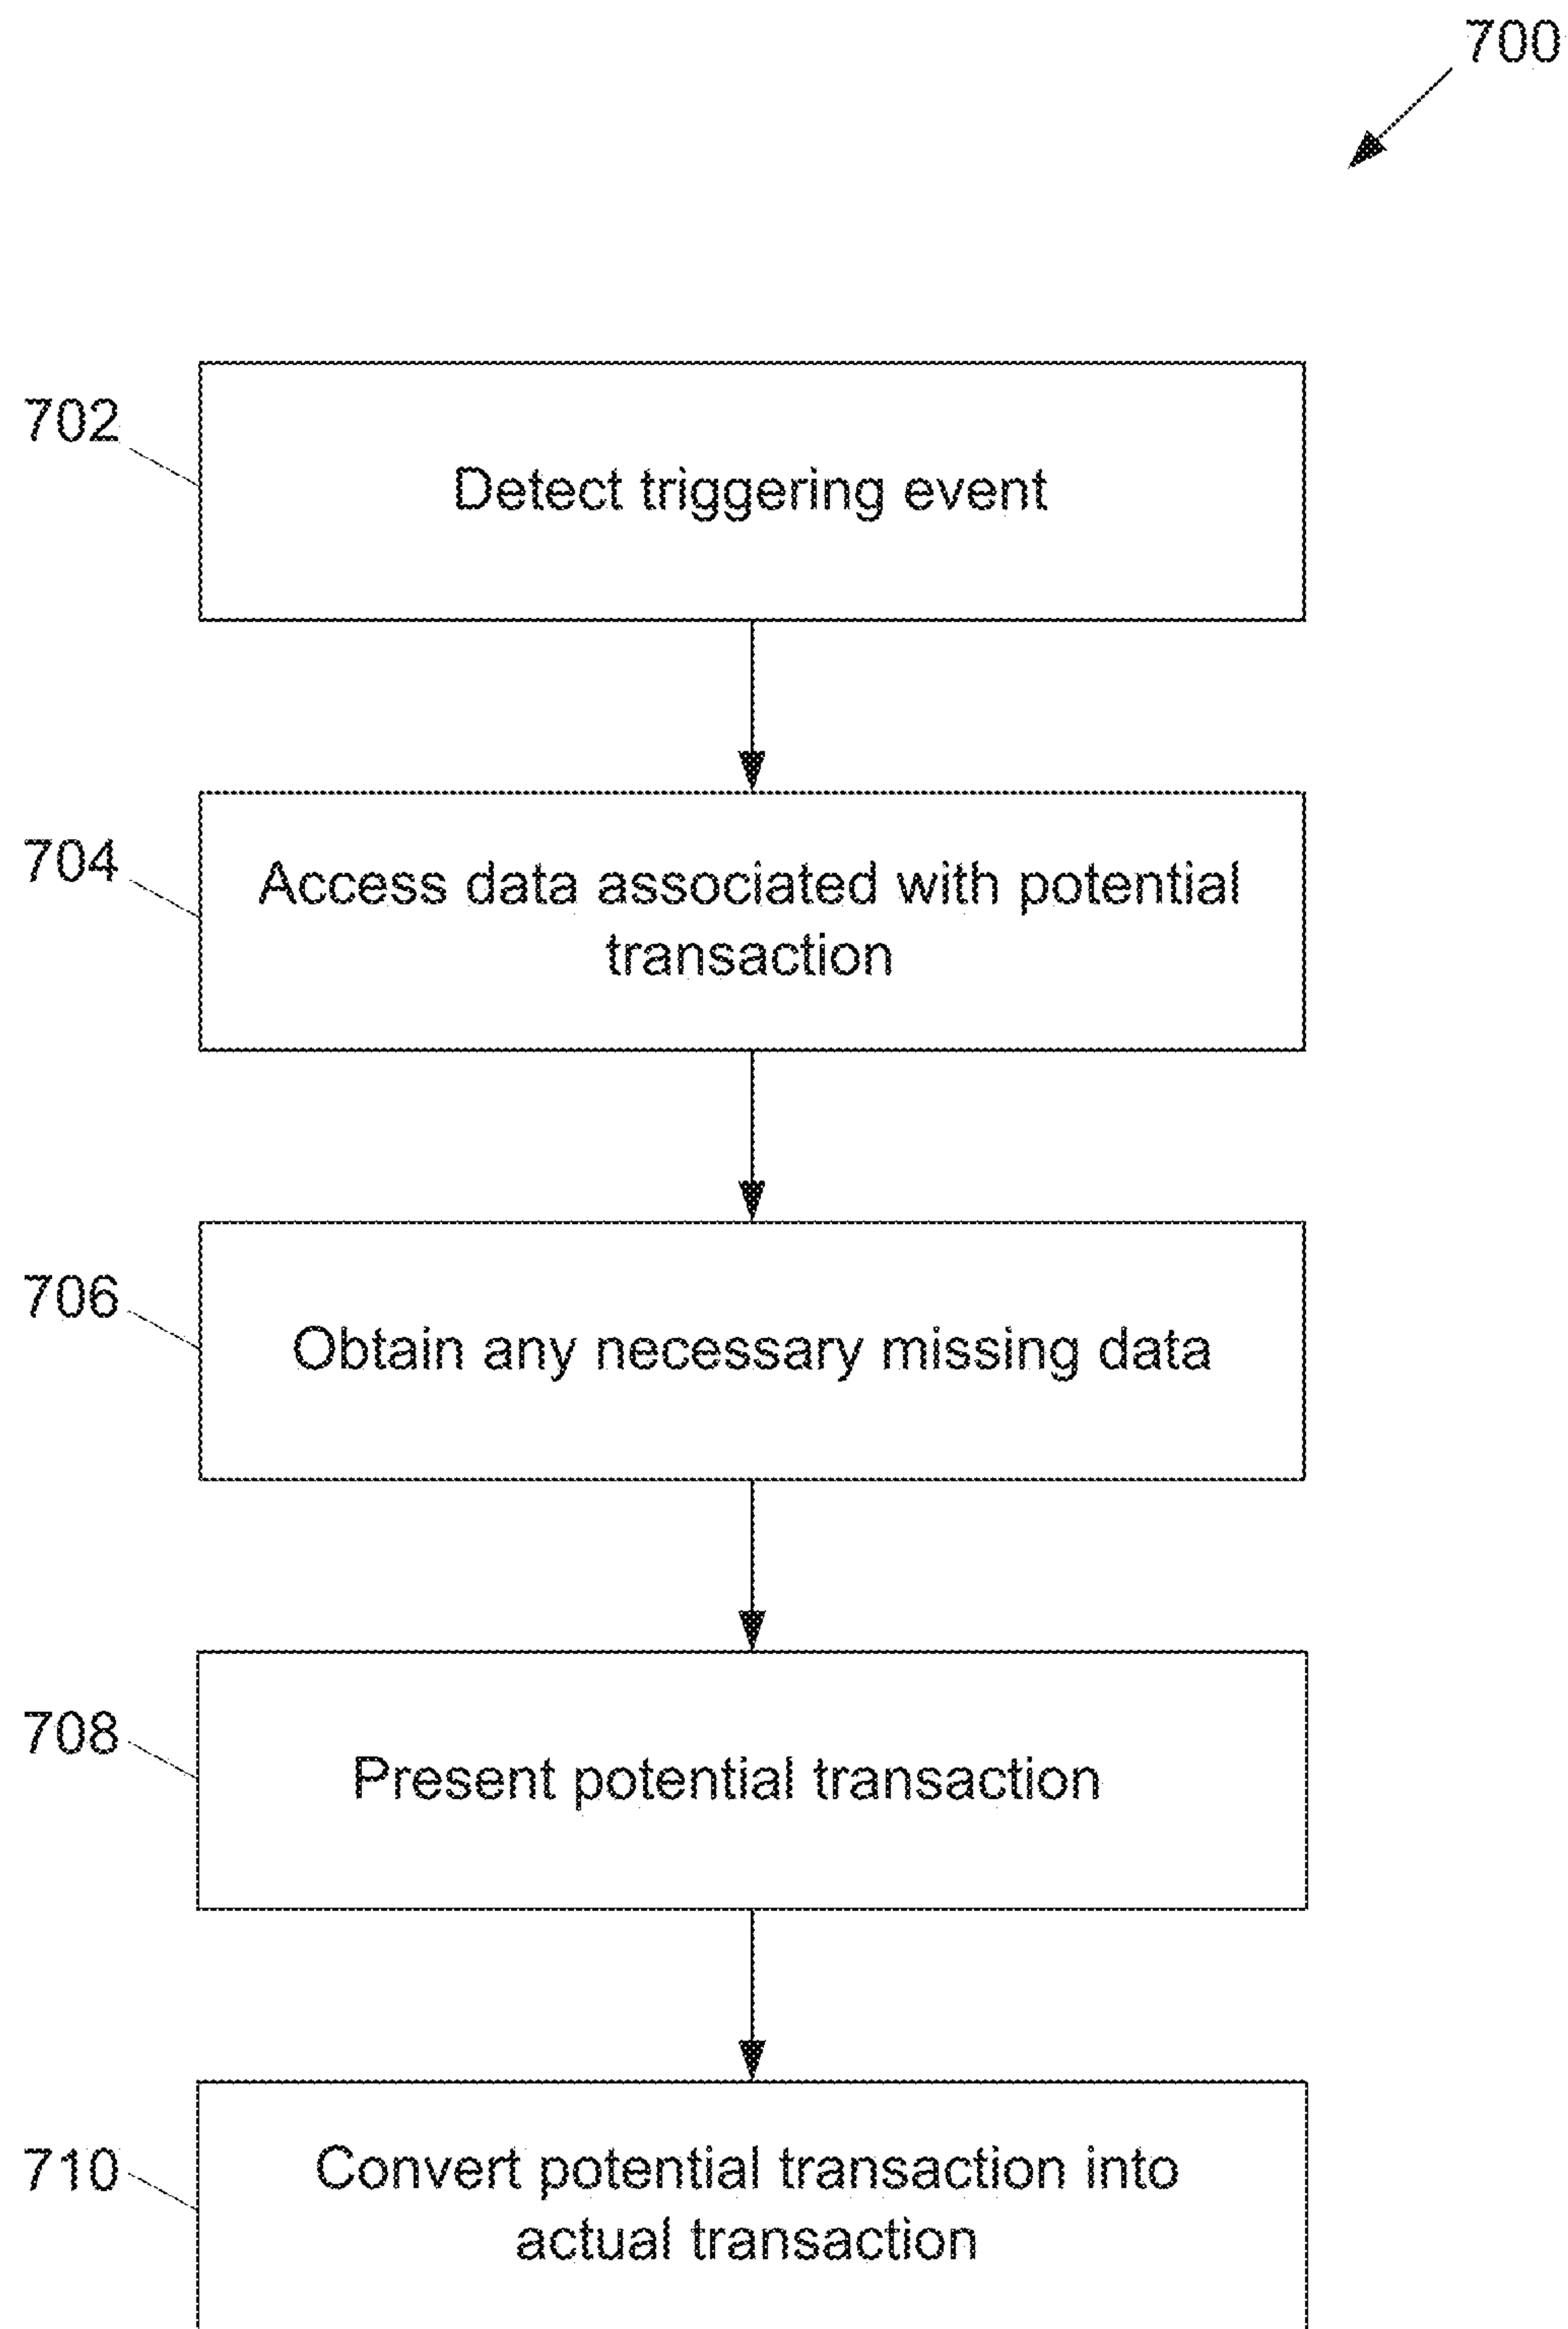 700
702
Detect triggering event
704
Access data associated with potential
transaction
706
Obtain any necessary missing data
708
Present potential transaction
710
Convert potential transaction into
actual transaction